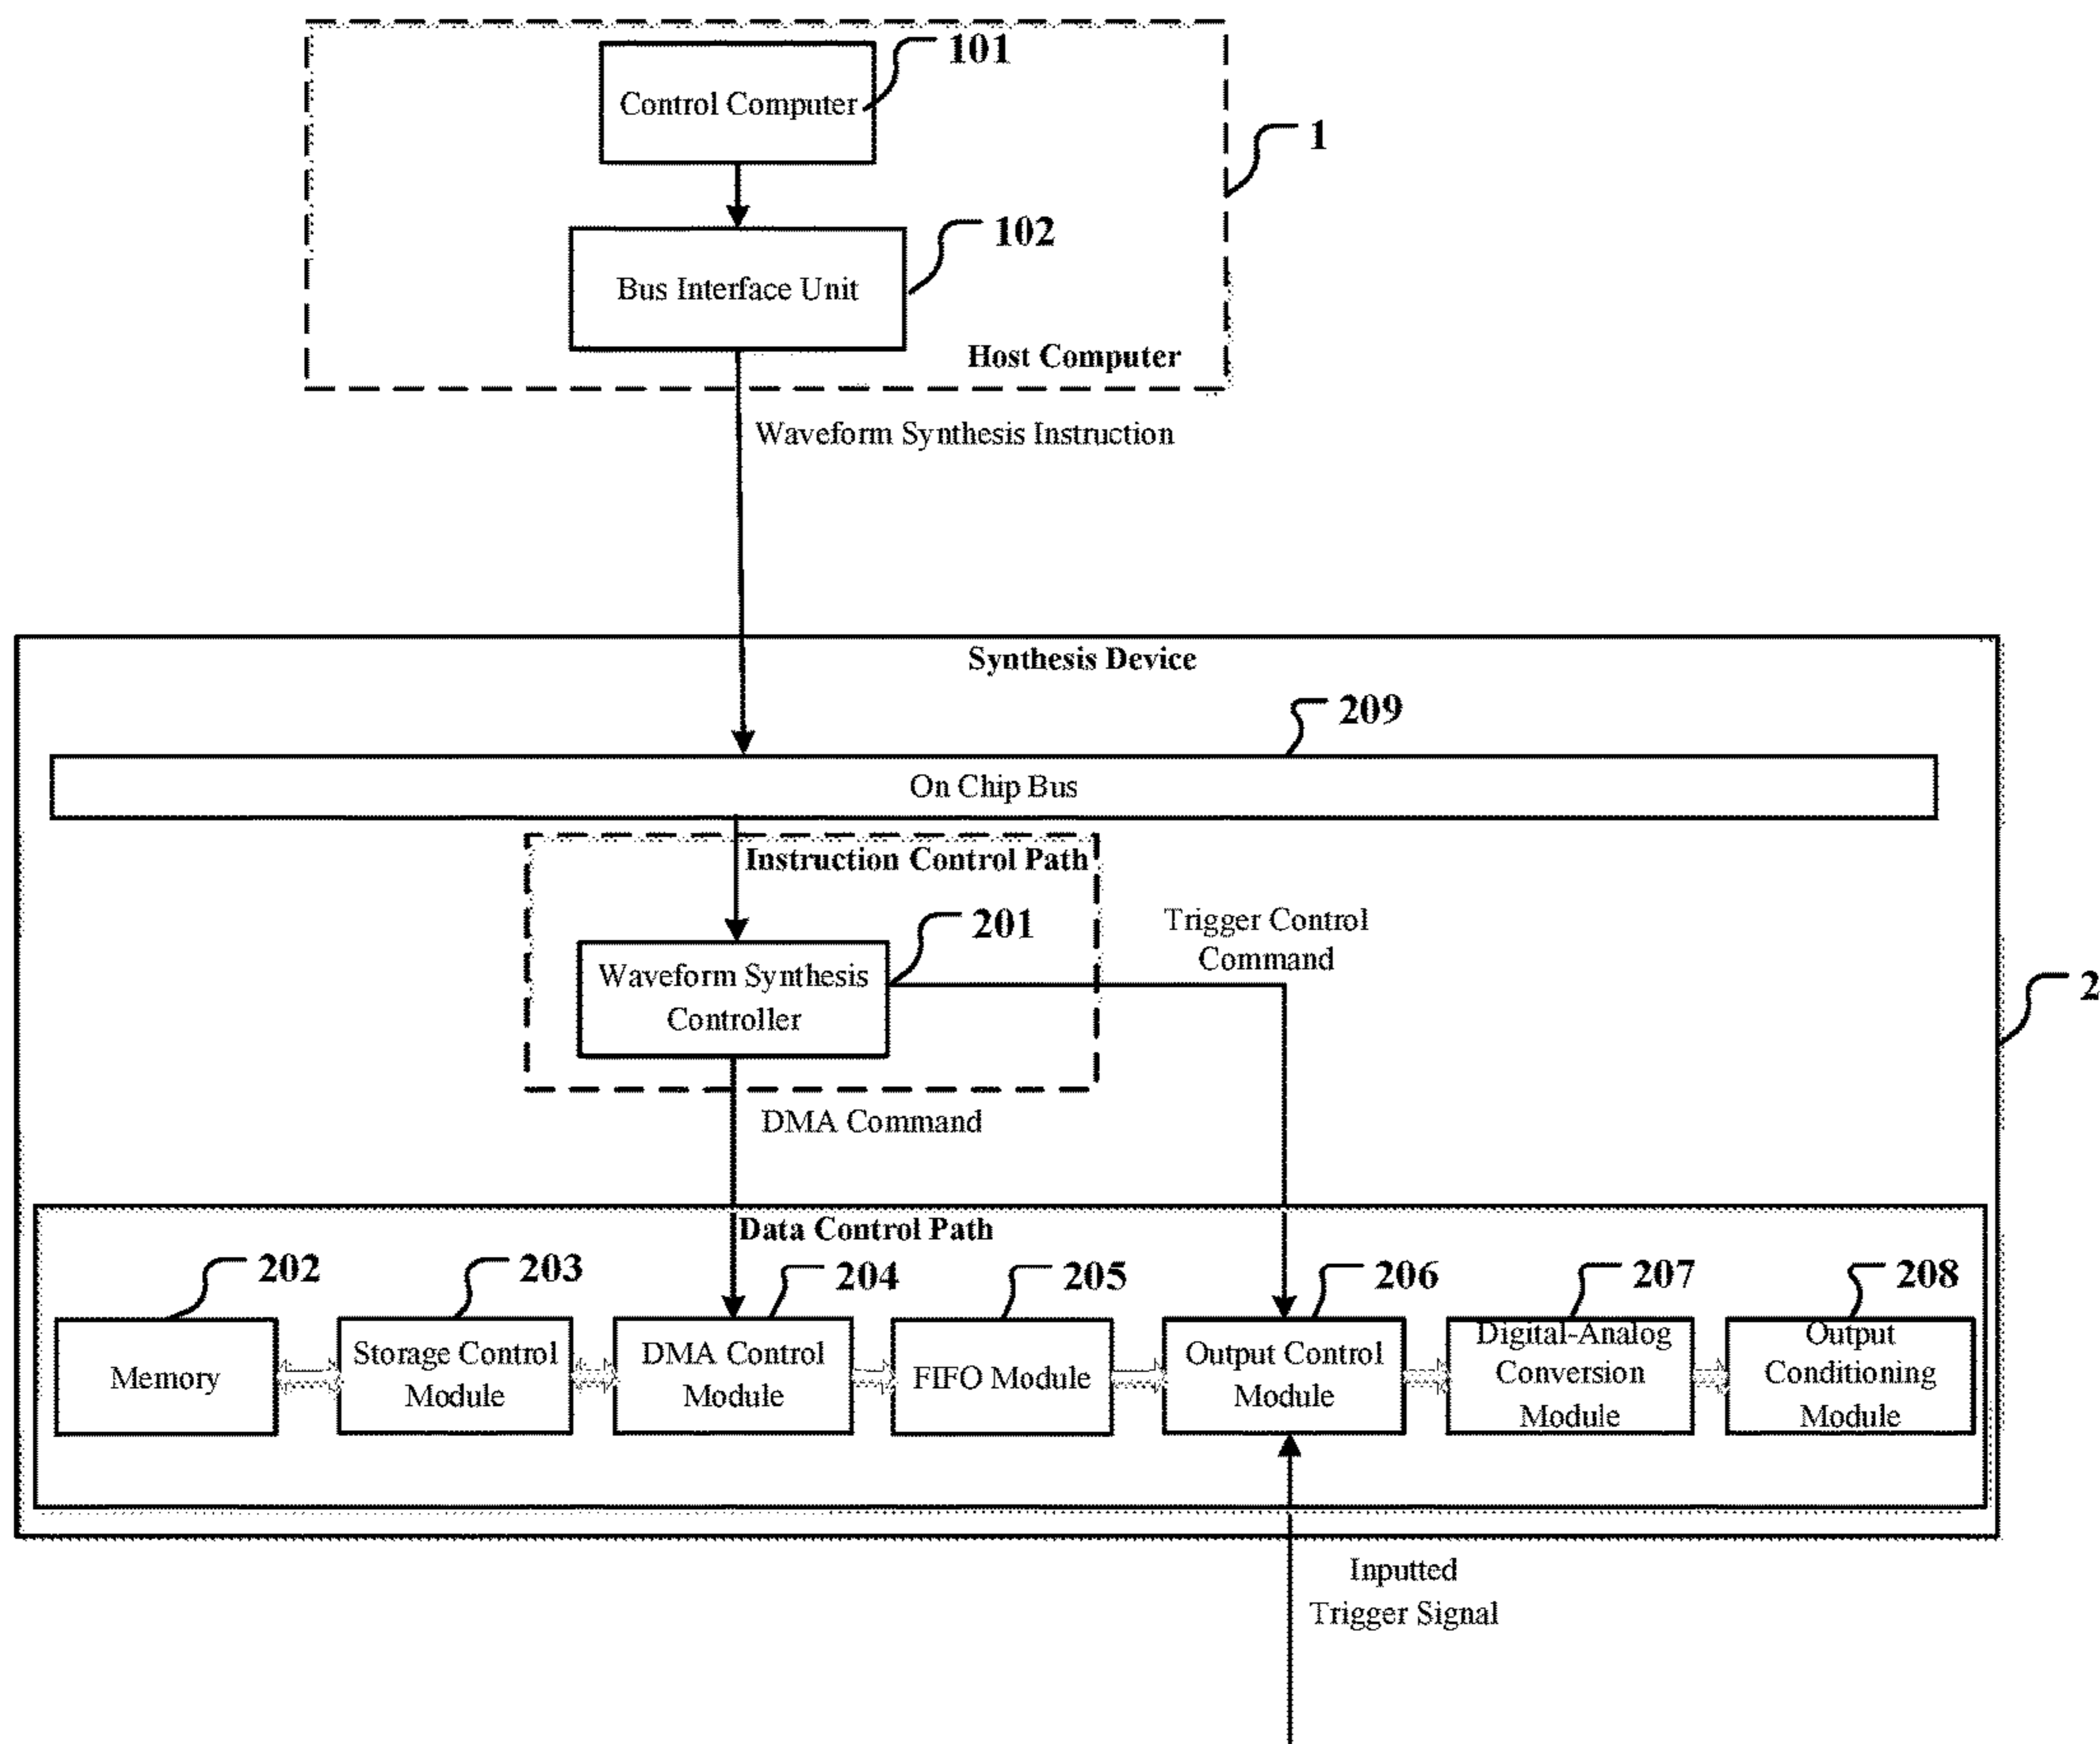 101
Control Computer
1
102
Bus Interface Unit
Host Computer
Waveform Synthesis Instruction
Synthesis Device
209
On Chip Bus
Instruction Control Path
201
Trigger Control
Command
Waveform Synthesis
Controller
2
DMA Command
Data Control Path
202
203
204
205
206
207
208
Memory
Storage Control
Module
DMA Control
Module
FIFO Module
Output Control
Module
Digital-Analog
Conversion
Module
Output
Conditioning
Module
Inputted
Trigger Signal